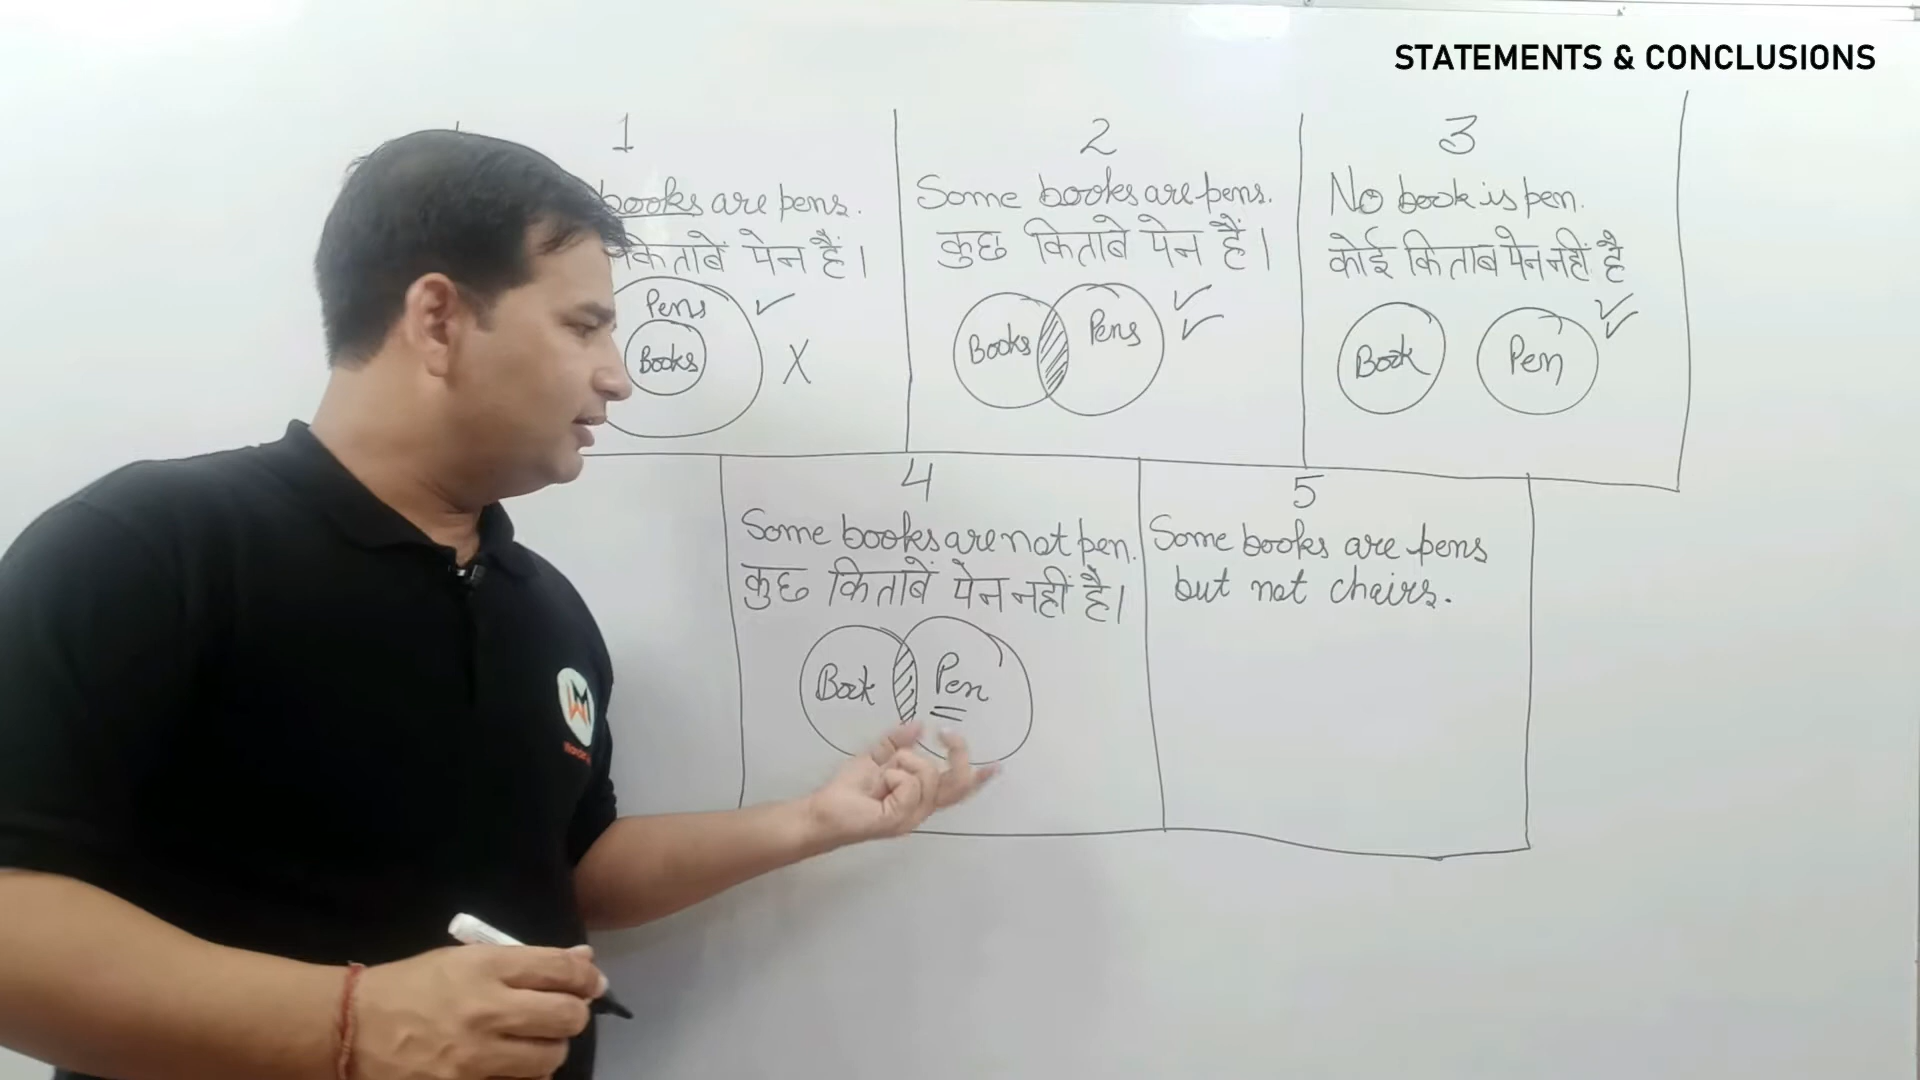 STATEMENTS & CONCLUSIONS
1
books are pens.
किताबें पेन हैं।
Pens
Books
X
2
Some books are pens.
कुछ किताबे पेन हैं।
Books
Pens
3
No book is pen.
कोई किताब पेन नहीं है
Book
Pen
4
Some books are not pen.
कुछ किताबें पेन नहीं है।
Book
Pen
5
Some books are pens
but not chairs.